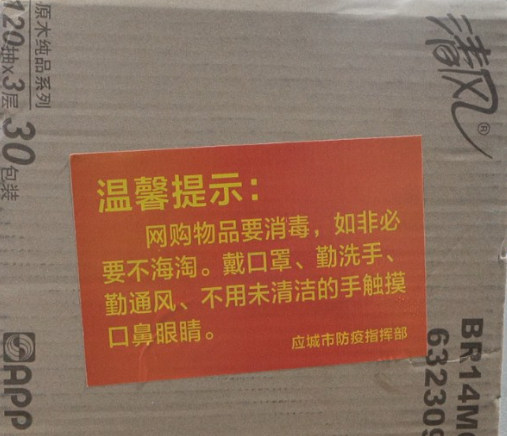 原木纯品系列
120抽x3层 30包装
清风®
温馨提示：
网购物品要消毒，如非必
要不海淘。戴口罩、勤洗手、
勤通风、不用未清洁的手触摸
口鼻眼睛。
应城市防疫指挥部
APP
BR14M
632309